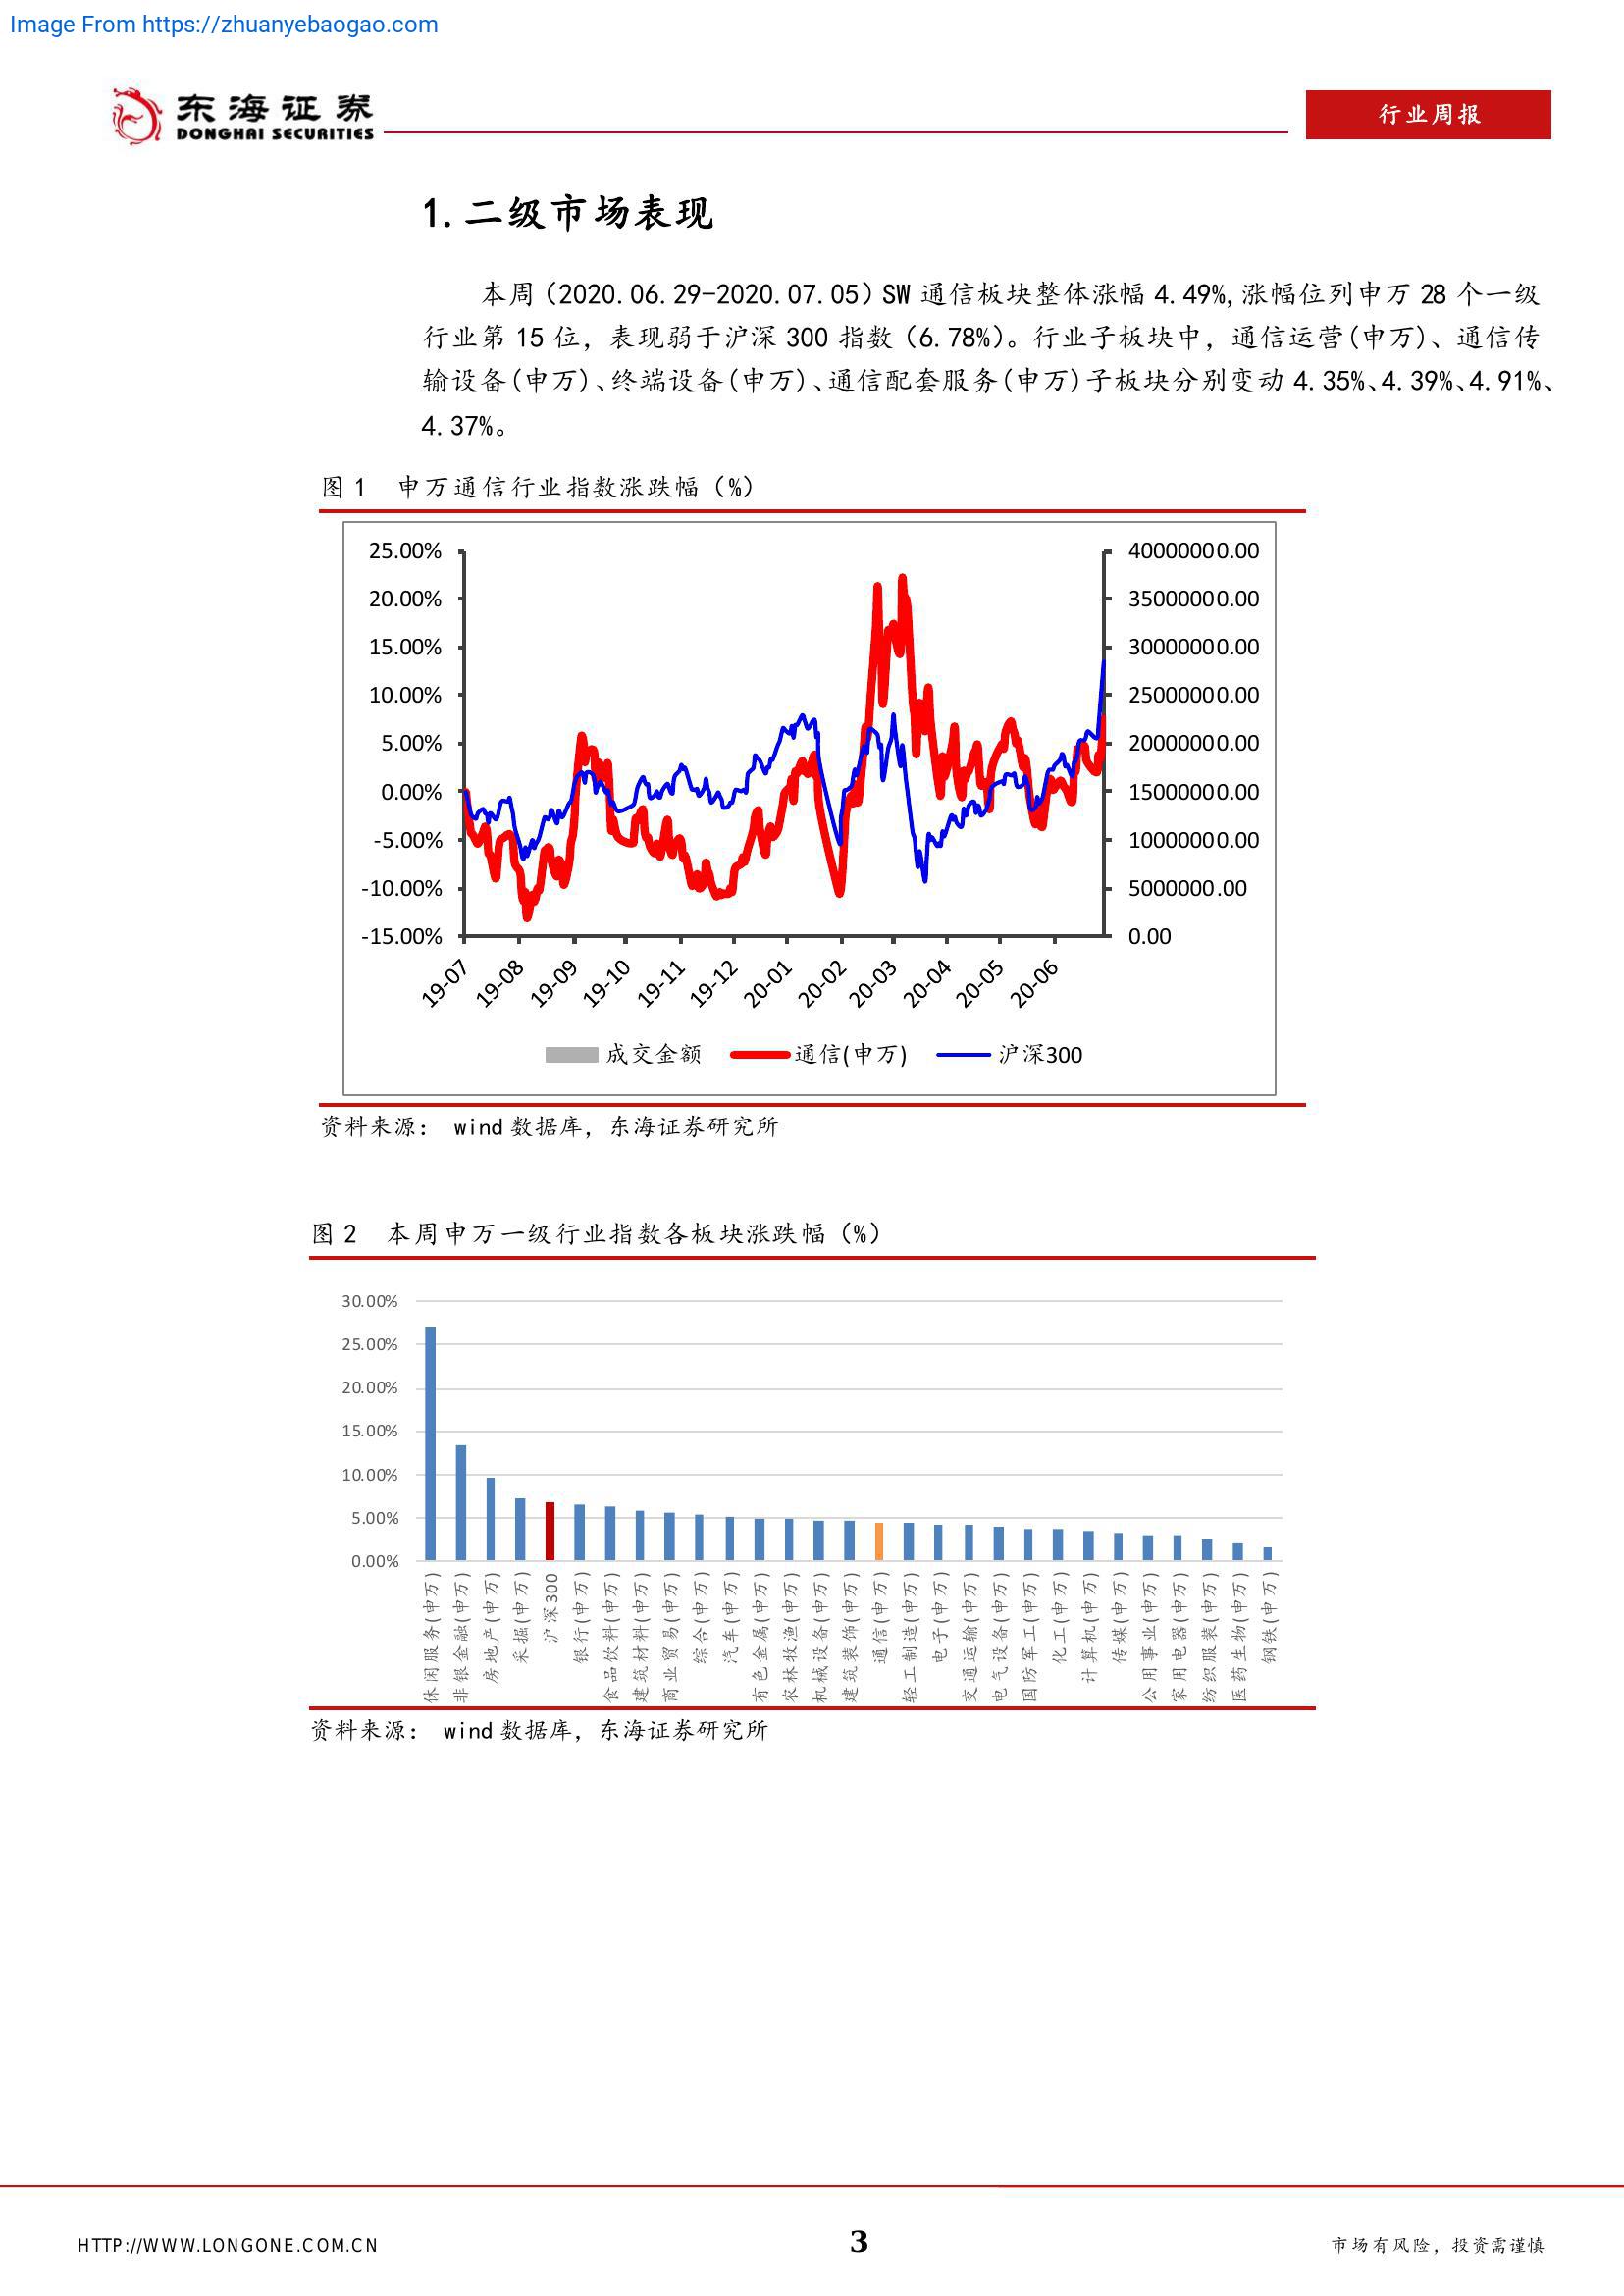 Image From https://zhuanyebaogao.com
东海证券
DONGHAI SECURITIES
行业周报
1.二级市场表现
本周（2020.06.29-2020.07.05）SW 通信板块整体涨幅 4.49%,涨幅位列申万 28 个一级
行业第 15 位，表现弱于沪深 300 指数（6.78%）。行业子板块中，通信运营(申万)、通信传
输设备(申万)、终端设备(申万)、通信配套服务(申万)子板块分别变动 4.35%、4.39%、4.91%、
4.37%。
图 1 申万通信行业指数涨跌幅（%）
25.00%
20.00%
15.00%
10.00%
5.00%
0.00%
-5.00%
-10.00%
-15.00%
400000000.00
350000000.00
300000000.00
250000000.00
200000000.00
150000000.00
100000000.00
50000000.00
0.00
19-07
19-08
19-09
19-10
19-11
19-12
20-01
20-02
20-03
20-04
20-05
20-06
成交金额 通信(申万) 沪深300
资料来源： wind 数据库，东海证券研究所
图 2 本周申万一级行业指数各板块涨跌幅（%）
30.00%
25.00%
20.00%
15.00%
10.00%
5.00%
0.00%
休闲服务(申万)
非银金融(申万)
房地产(申万)
采掘(申万)
沪深300
银行(申万)
食品饮料(申万)
建筑材料(申万)
商业贸易(申万)
综合(申万)
汽车(申万)
有色金属(申万)
农林牧渔(申万)
机械设备(申万)
建筑装饰(申万)
通信(申万)
轻工制造(申万)
电子(申万)
交通运输(申万)
电气设备(申万)
国防军工(申万)
化工(申万)
计算机(申万)
传媒(申万)
公用事业(申万)
家用电器(申万)
纺织服装(申万)
医药生物(申万)
钢铁(申万)
资料来源： wind 数据库，东海证券研究所
HTTP://WWW.LONGONE.COM.CN
3
市场有风险，投资需谨慎